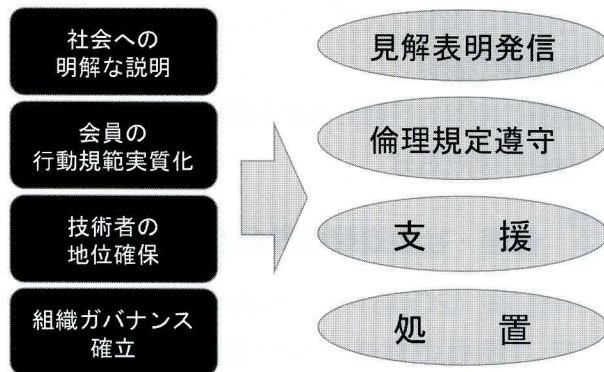 社会への
明解な説明
会員の
行動規範実質化
技術者の
地位確保
組織ガバナンス
確立
見解表明発信
倫理規定遵守
支　援
処　置